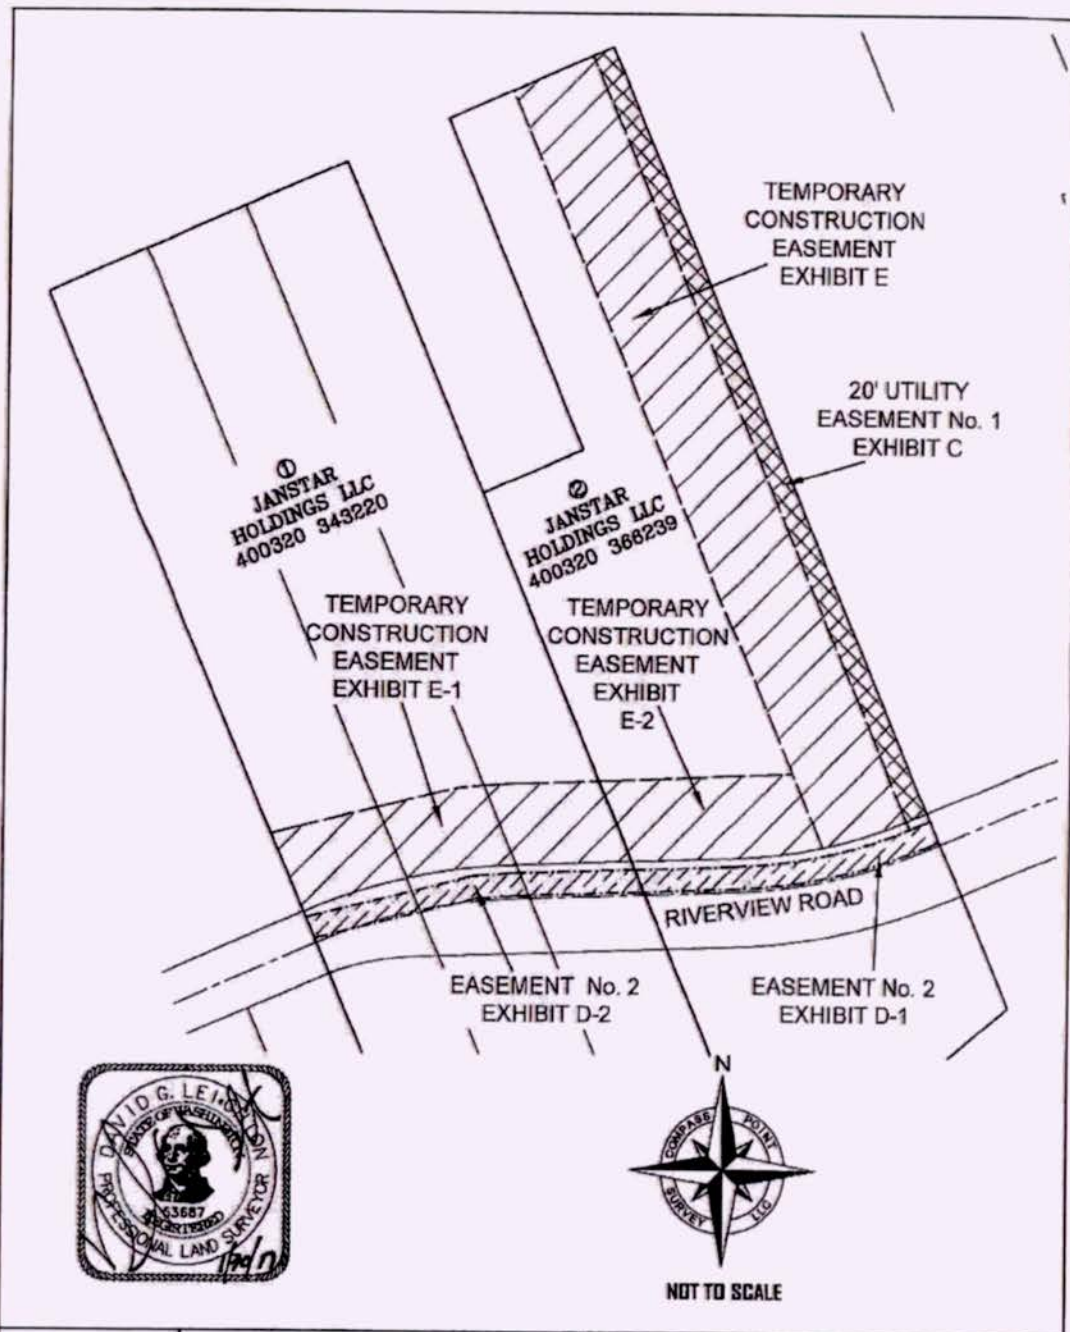 TEMPORARY
CONSTRUCTION
EASEMENT
EXHIBIT E
20' UTILITY
EASEMENT No. 1
EXHIBIT C
①
JANSTAR
HOLDINGS LLC
400320 343220
②
JANSTAR
HOLDINGS LLC
400320 366239
TEMPORARY
CONSTRUCTION
EASEMENT
EXHIBIT E-1
TEMPORARY
CONSTRUCTION
EASEMENT
EXHIBIT
E-2
RIVERVIEW ROAD
EASEMENT No. 2
EXHIBIT D-2
EASEMENT No. 2
EXHIBIT D-1
DAVID G.
STATE OF WASHINGTON
53687
REGISTERED
PROFESSIONAL LAND SURVEYOR
N
COMPASS POINT
SURVEY LLC
NOT TO SCALE